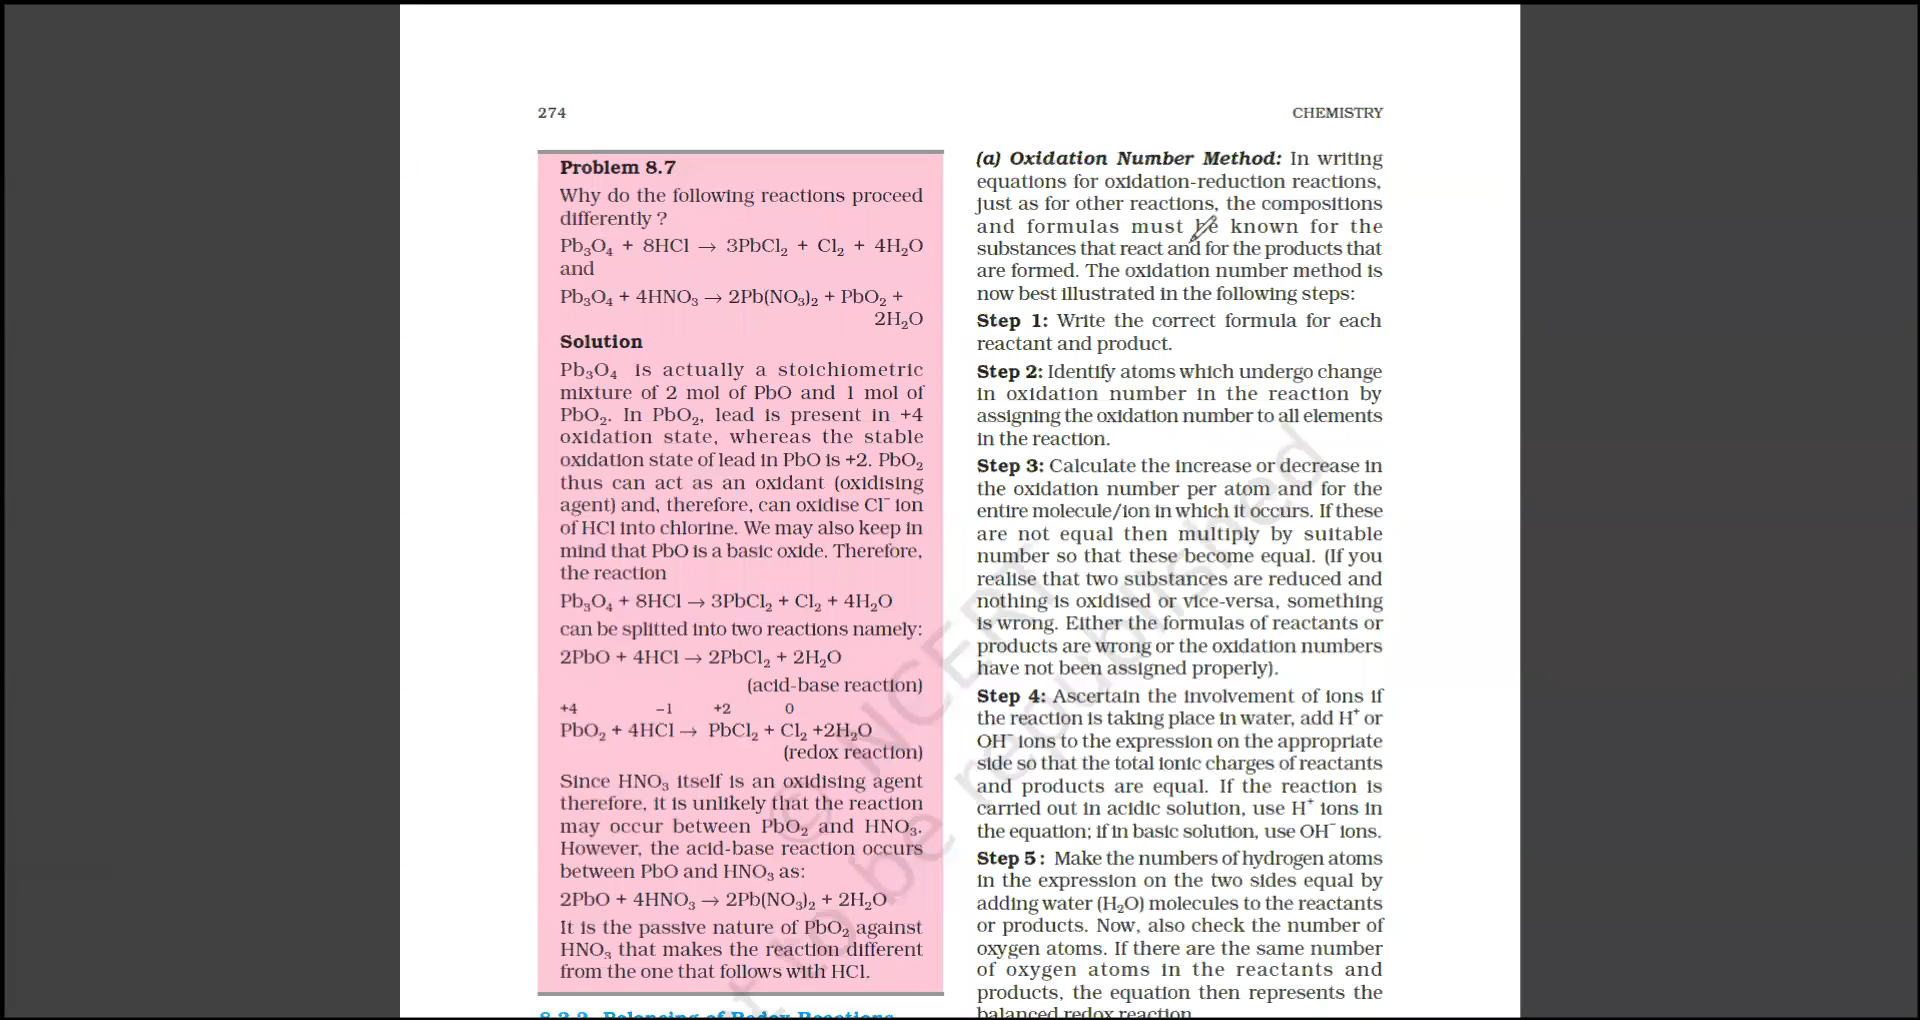 274
CHEMISTRY
Problem 8.7
Why do the following reactions proceed
differently ?
Pb₃O₄ + 8HCl → 3PbCl₂ + Cl₂ + 4H₂O
and
Pb₃O₄ + 4HNO₃ → 2Pb(NO₃)₂ + PbO₂ +
2H₂O
Solution
Pb₃O₄ is actually a stoichiometric
mixture of 2 mol of PbO and 1 mol of
PbO₂. In PbO₂, lead is present in +4
oxidation state, whereas the stable
oxidation state of lead in PbO is +2. PbO₂
thus can act as an oxidant (oxidising
agent) and, therefore, can oxidise Cl⁻ ion
of HCl into chlorine. We may also keep in
mind that PbO is a basic oxide. Therefore,
the reaction
Pb₃O₄ + 8HCl → 3PbCl₂ + Cl₂ + 4H₂O
can be splitted into two reactions namely:
2PbO + 4HCl → 2PbCl₂ + 2H₂O
(acid-base reaction)
+4 –1 +2 0
PbO₂ + 4HCl → PbCl₂ + Cl₂ +2H₂O
(redox reaction)
Since HNO₃ itself is an oxidising agent
therefore, it is unlikely that the reaction
may occur between PbO₂ and HNO₃.
However, the acid-base reaction occurs
between PbO and HNO₃ as:
2PbO + 4HNO₃ → 2Pb(NO₃)₂ + 2H₂O
It is the passive nature of PbO₂ against
HNO₃ that makes the reaction different
from the one that follows with HCl.
8.3.2 Balancing of Redox Reactions
(a) Oxidation Number Method: In writing
equations for oxidation-reduction reactions,
just as for other reactions, the compositions
and formulas must be known for the
substances that react and for the products that
are formed. The oxidation number method is
now best illustrated in the following steps:
Step 1: Write the correct formula for each
reactant and product.
Step 2: Identify atoms which undergo change
in oxidation number in the reaction by
assigning the oxidation number to all elements
in the reaction.
Step 3: Calculate the increase or decrease in
the oxidation number per atom and for the
entire molecule/ion in which it occurs. If these
are not equal then multiply by suitable
number so that these become equal. (If you
realise that two substances are reduced and
nothing is oxidised or vice-versa, something
is wrong. Either the formulas of reactants or
products are wrong or the oxidation numbers
have not been assigned properly).
Step 4: Ascertain the involvement of ions if
the reaction is taking place in water, add H⁺ or
OH⁻ ions to the expression on the appropriate
side so that the total ionic charges of reactants
and products are equal. If the reaction is
carried out in acidic solution, use H⁺ ions in
the equation; if in basic solution, use OH⁻ ions.
Step 5 : Make the numbers of hydrogen atoms
in the expression on the two sides equal by
adding water (H₂O) molecules to the reactants
or products. Now, also check the number of
oxygen atoms. If there are the same number
of oxygen atoms in the reactants and
products, the equation then represents the
balanced redox reaction.
© NCERT
t to be republished